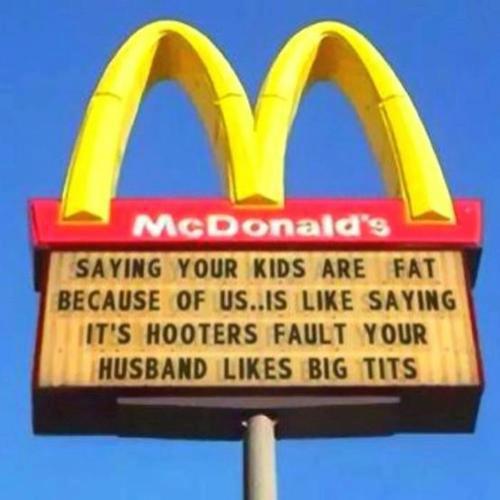 McDonald's
SAYING YOUR KIDS ARE FAT
BECAUSE OF US..IS LIKE SAYING
IT'S HOOTERS FAULT YOUR
HUSBAND LIKES BIG TITS